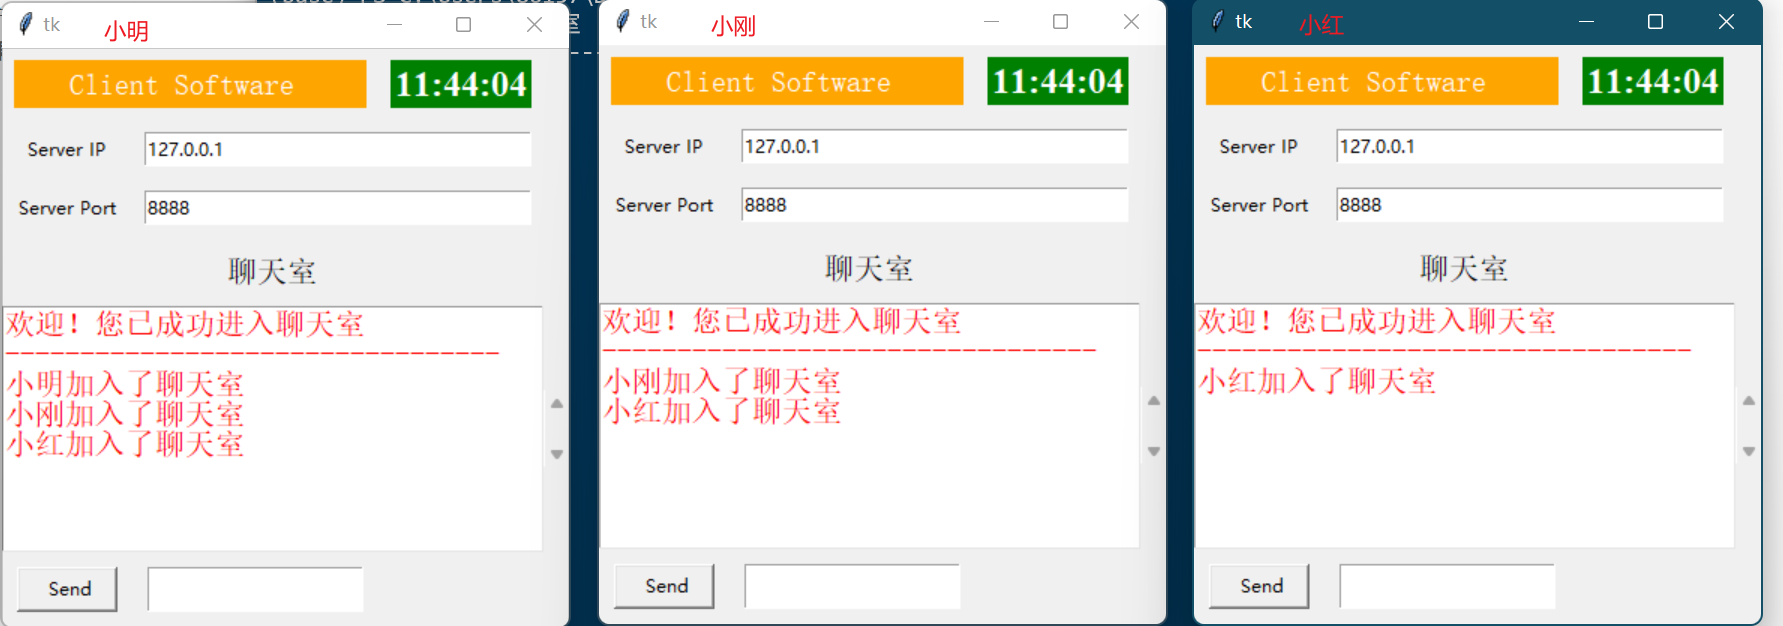 tk 小明
Client Software 11:44:04
Server IP 127.0.0.1
Server Port 8888
聊天室
欢迎！您已成功进入聊天室
---------------------------------
小明加入了聊天室
小刚加入了聊天室
小红加入了聊天室
Send
室
tk 小刚
Client Software 11:44:04
Server IP 127.0.0.1
Server Port 8888
聊天室
欢迎！您已成功进入聊天室
---------------------------------
小刚加入了聊天室
小红加入了聊天室
Send
tk 小红
Client Software 11:44:04
Server IP 127.0.0.1
Server Port 8888
聊天室
欢迎！您已成功进入聊天室
---------------------------------
小红加入了聊天室
Send